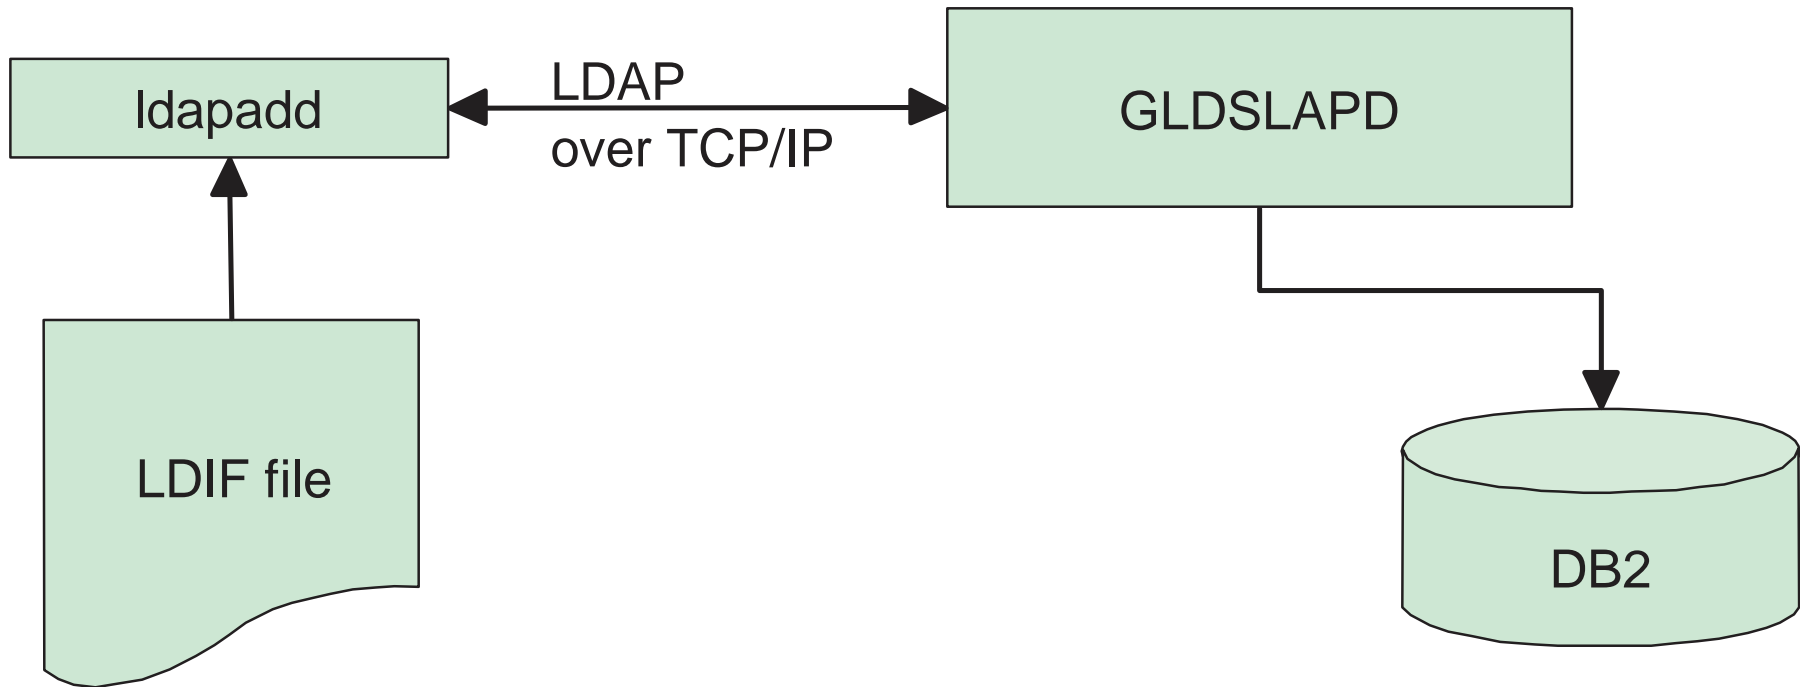 ldapadd
LDAP
over TCP/IP
GLDSLAPD
LDIF file
DB2